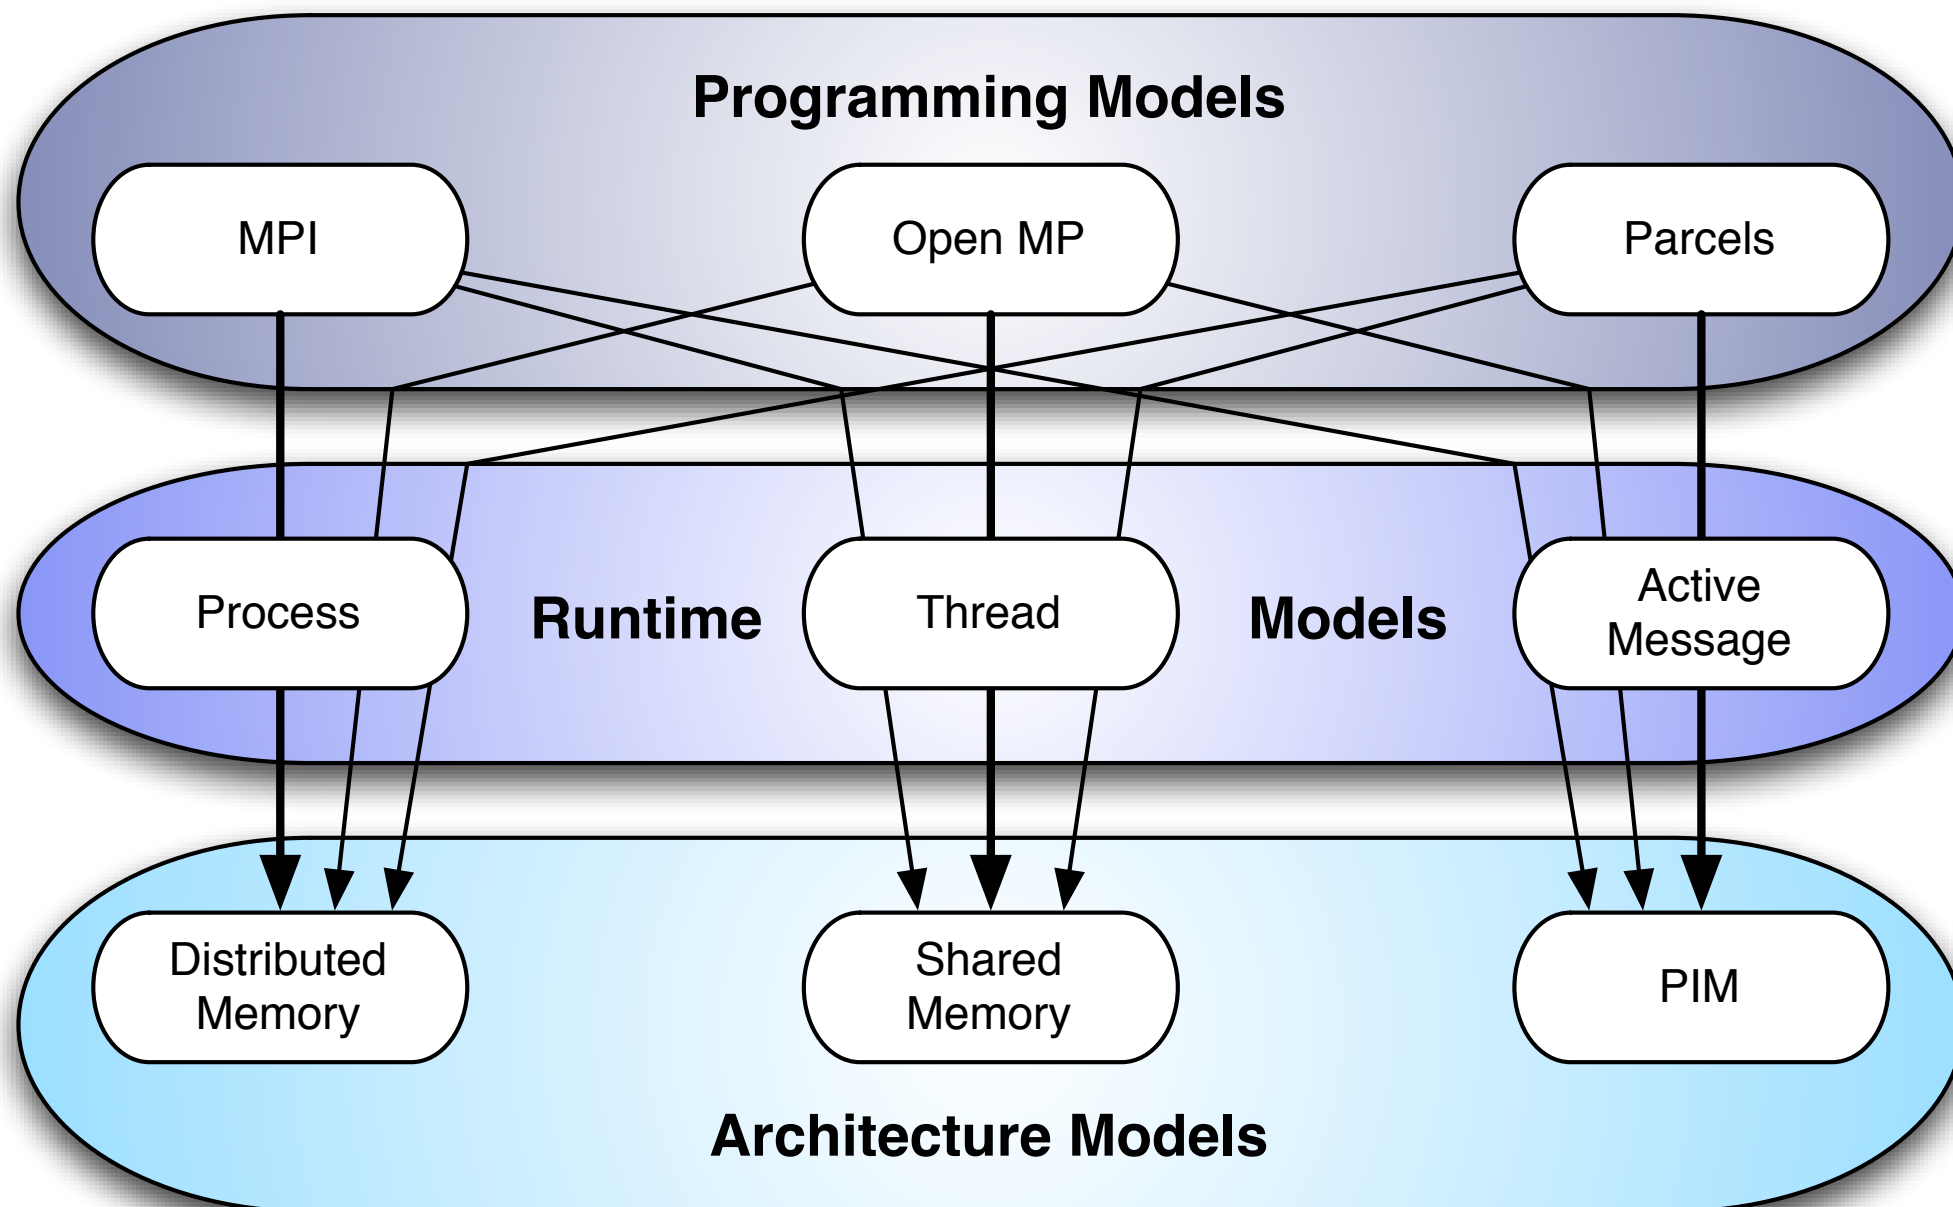 Programming Models
MPI
Open MP
Parcels
Process
Runtime
Thread
Models
Active
Message
Distributed
Memory
Shared
Memory
PIM
Architecture Models